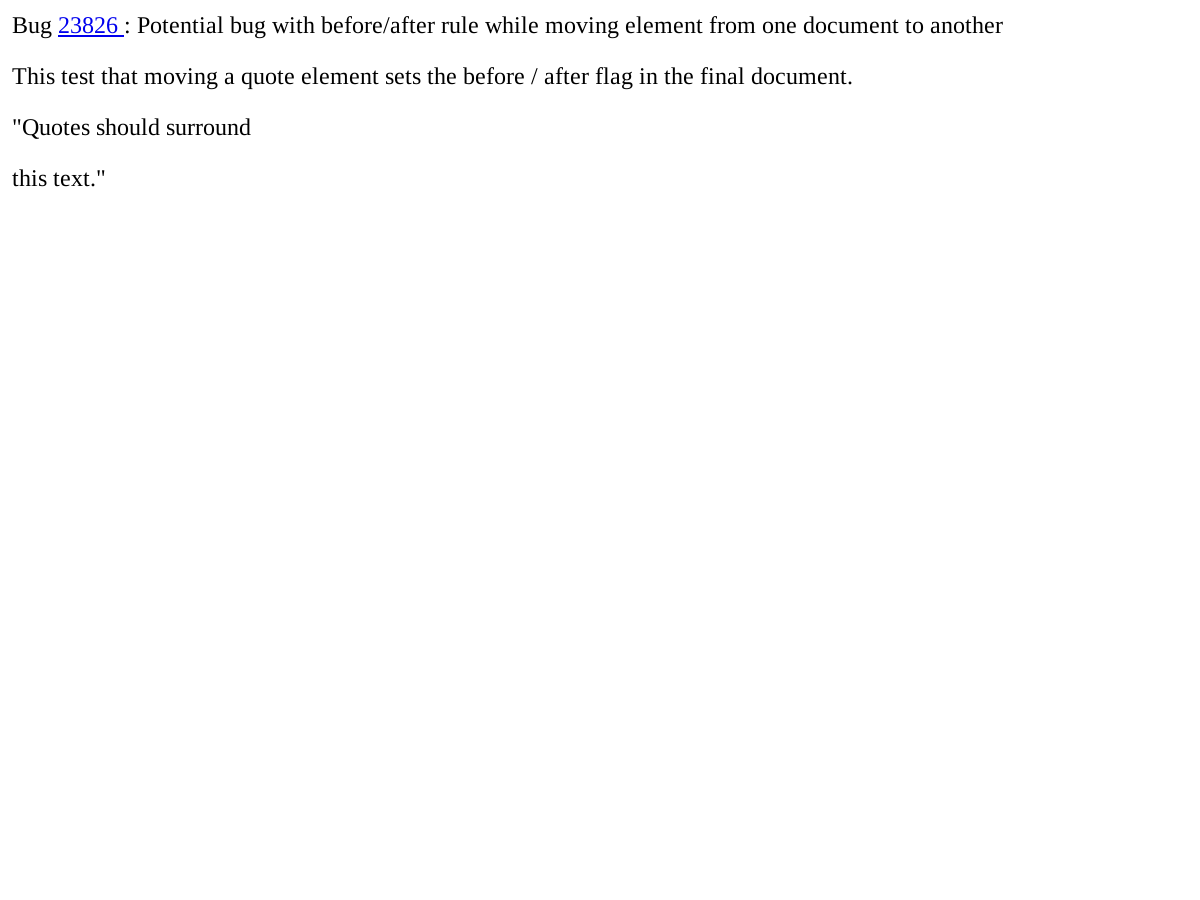 Bug 23826 : Potential bug with before/after rule while moving element from one document to another
This test that moving a quote element sets the before / after flag in the final document.
"Quotes should surround
this text."